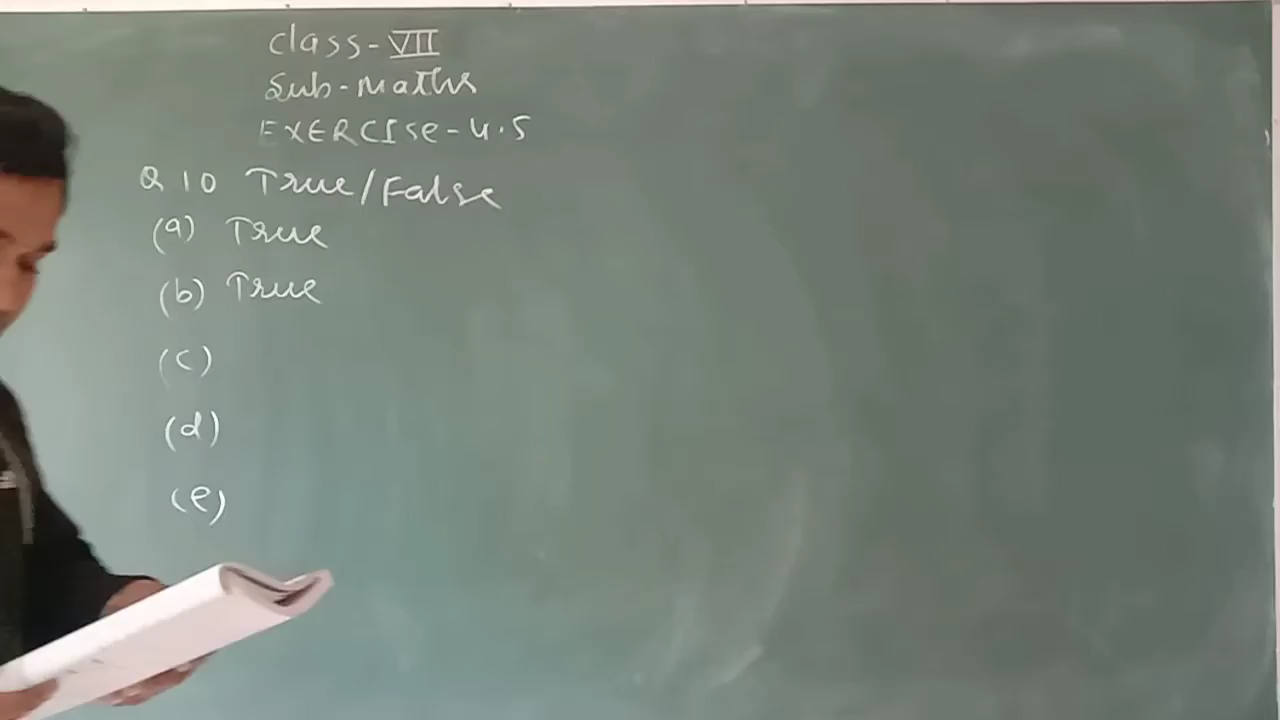 Class-VII
Sub-Maths
EXERCISe-4.5
Q 10 True/False
(a) True
(b) True
(c)
(d)
(e)